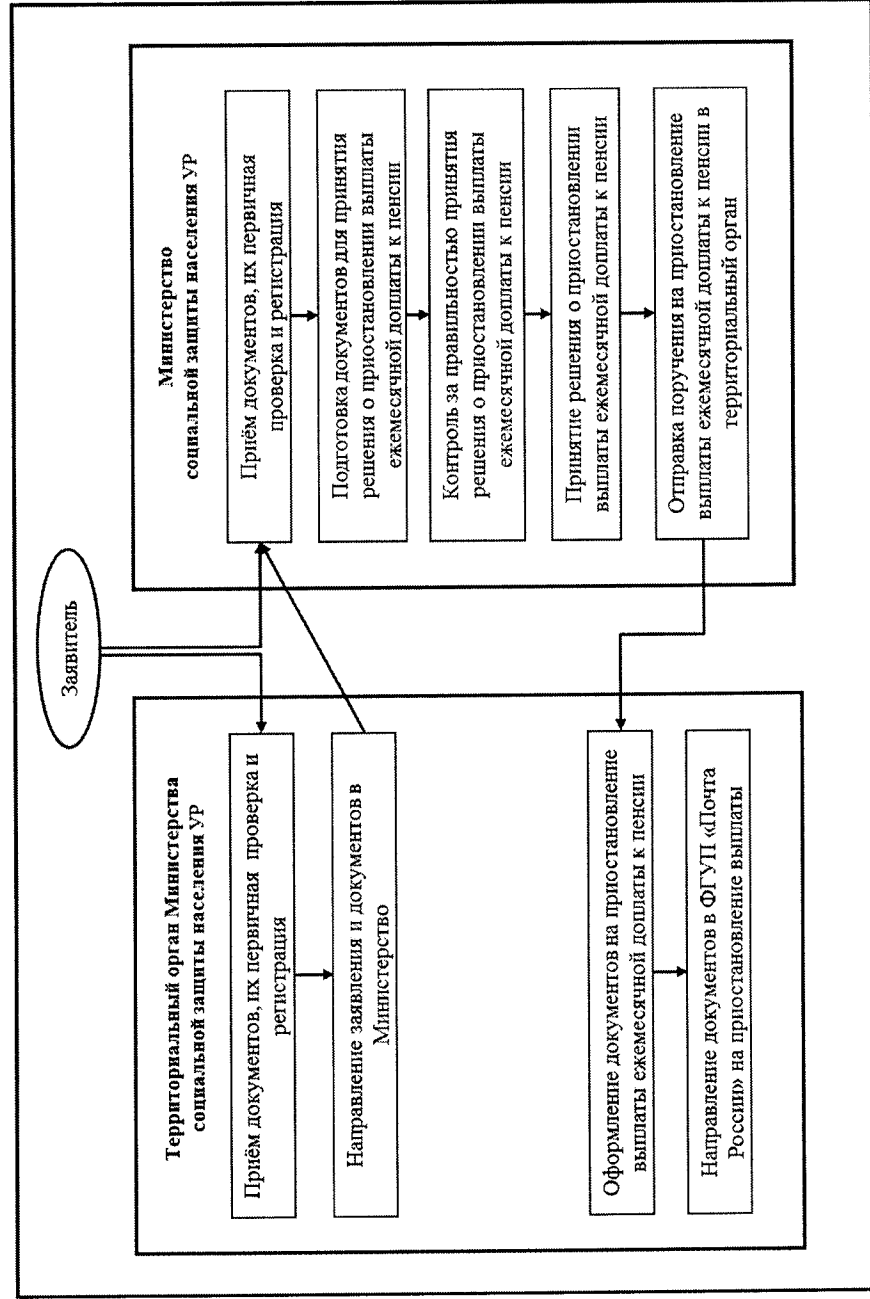 Заявитель
Территориальный орган Министерства
социальной защиты населения УР
Приём документов, их первичная проверка и
регистрация
Направление заявления и документов в
Министерство
Оформление документов на приостановление
выплаты ежемесячной доплаты к пенсии
Направление документов в ФГУП «Почта
России» на приостановление выплаты
Министерство
социальной защиты населения УР
Приём документов, их первичная
проверка и регистрация
Подготовка документов для принятия
решения о приостановлении выплаты
ежемесячной доплаты к пенсии
Контроль за правильностью принятия
решения о приостановлении выплаты
ежемесячной доплаты к пенсии
Принятие решения о приостановлении
выплаты ежемесячной доплаты к пенсии
Отправка поручения на приостановление
выплаты ежемесячной доплаты к пенсии в
территориальный орган